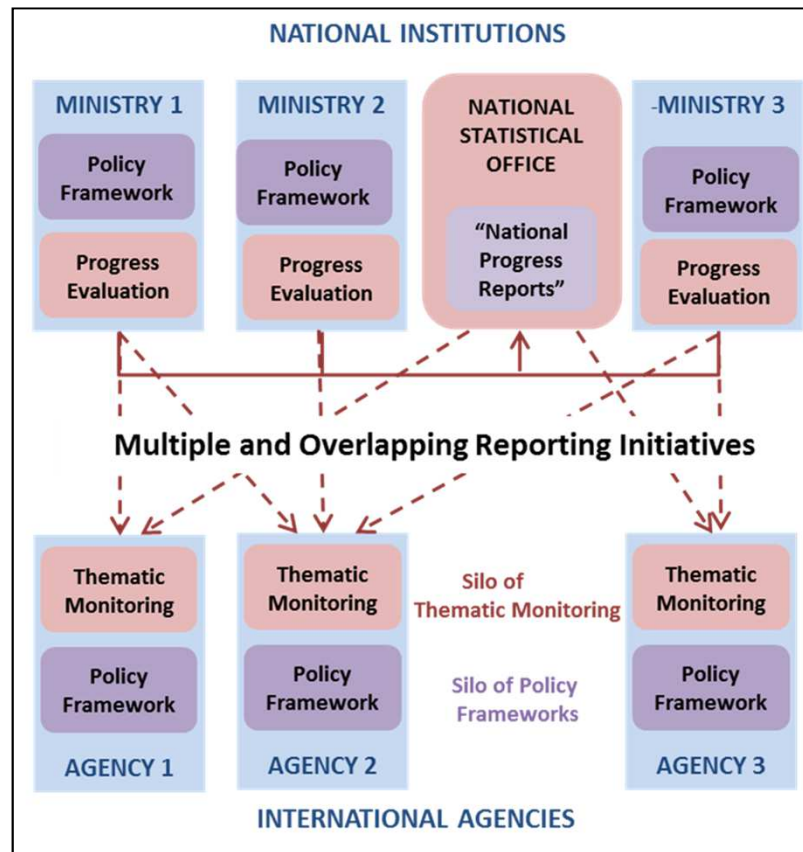 NATIONAL INSTITUTIONS
MINISTRY 1
Policy
Framework
Progress
Evaluation
MINISTRY 2
Policy
Framework
Progress
Evaluation
NATIONAL
STATISTICAL
OFFICE
“National
Progress
Reports”
-MINISTRY 3
Policy
Framework
Progress
Evaluation
Multiple and Overlapping Reporting Initiatives
Thematic
Monitoring
Policy
Framework
AGENCY 1
Thematic
Monitoring
Policy
Framework
AGENCY 2
Silo of
Thematic Monitoring
Silo of Policy
Frameworks
Thematic
Monitoring
Policy
Framework
AGENCY 3
INTERNATIONAL AGENCIES